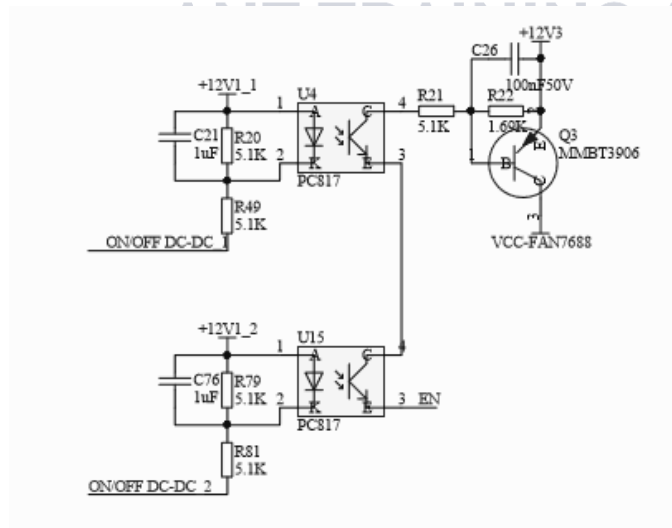 +12V3
C26
100nF50V
+12V1_1
U4
1
A
C
4
R21
5.1K
R22
1.69K
2
C21
1uF
R20
5.1K
2
K
E
3
PC817
1
B
E
C
Q3
MMBT3906
3
R49
5.1K
ON/OFF DC-DC_1
VCC-FAN7688
+12V1_2
U15
1
A
C
4
C76
1uF
R79
5.1K
2
K
E
3
EN
PC817
R81
5.1K
ON/OFF DC-DC_2